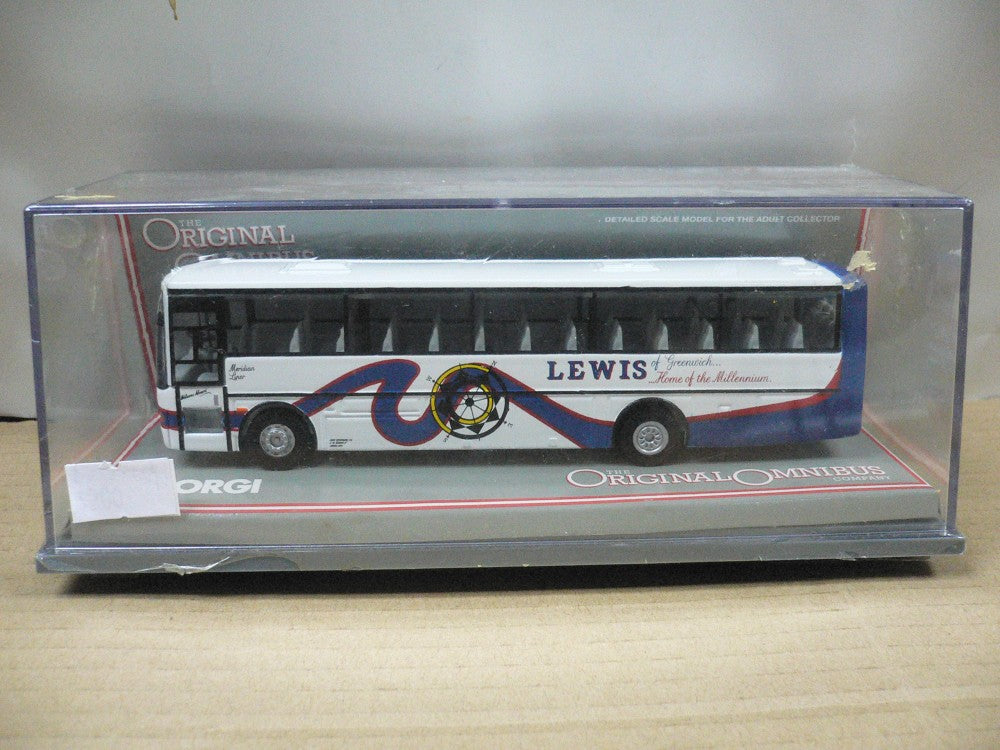 THE
ORIGINAL
OMNIBUS
DETAILED SCALE MODEL FOR THE ADULT COLLECTOR
Meridian
Liner
LEWIS
of Greenwich...
...Home of the Millennium.
ORGI
THE
ORIGINAL OMNIBUS
COMPANY